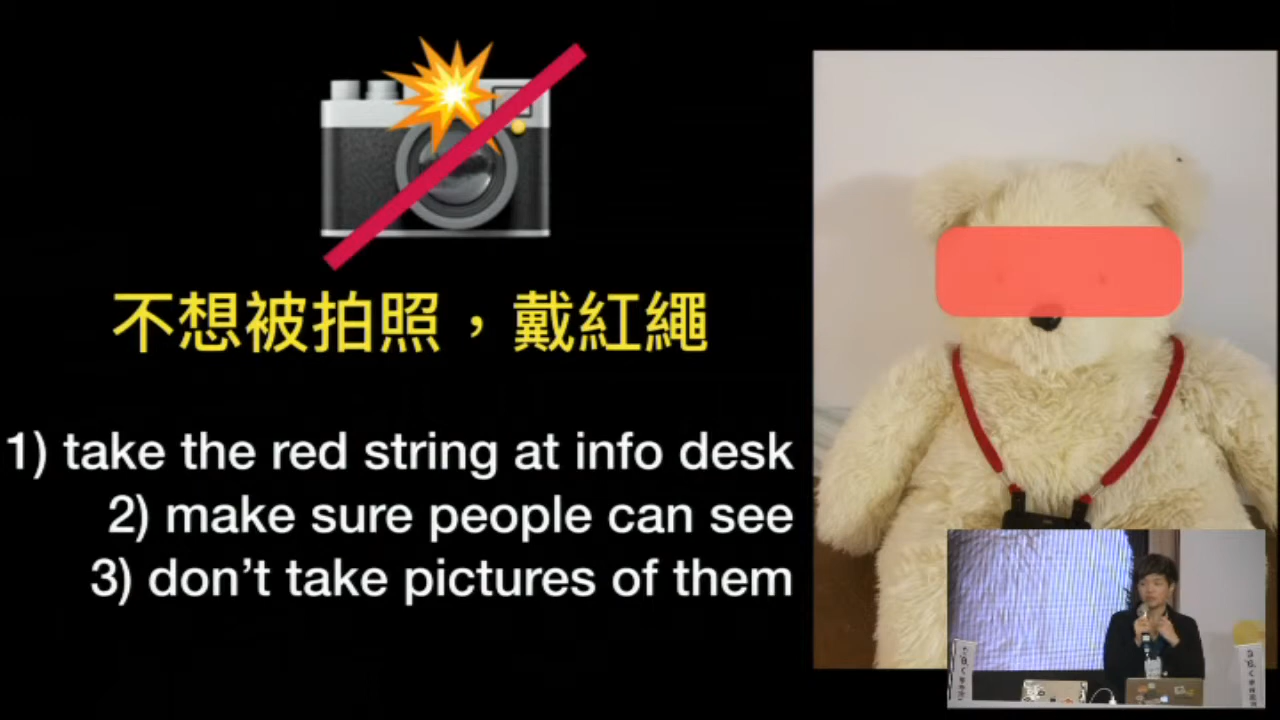 不想被拍照，戴紅繩
1) take the red string at info desk
2) make sure people can see
3) don’t take pictures of them